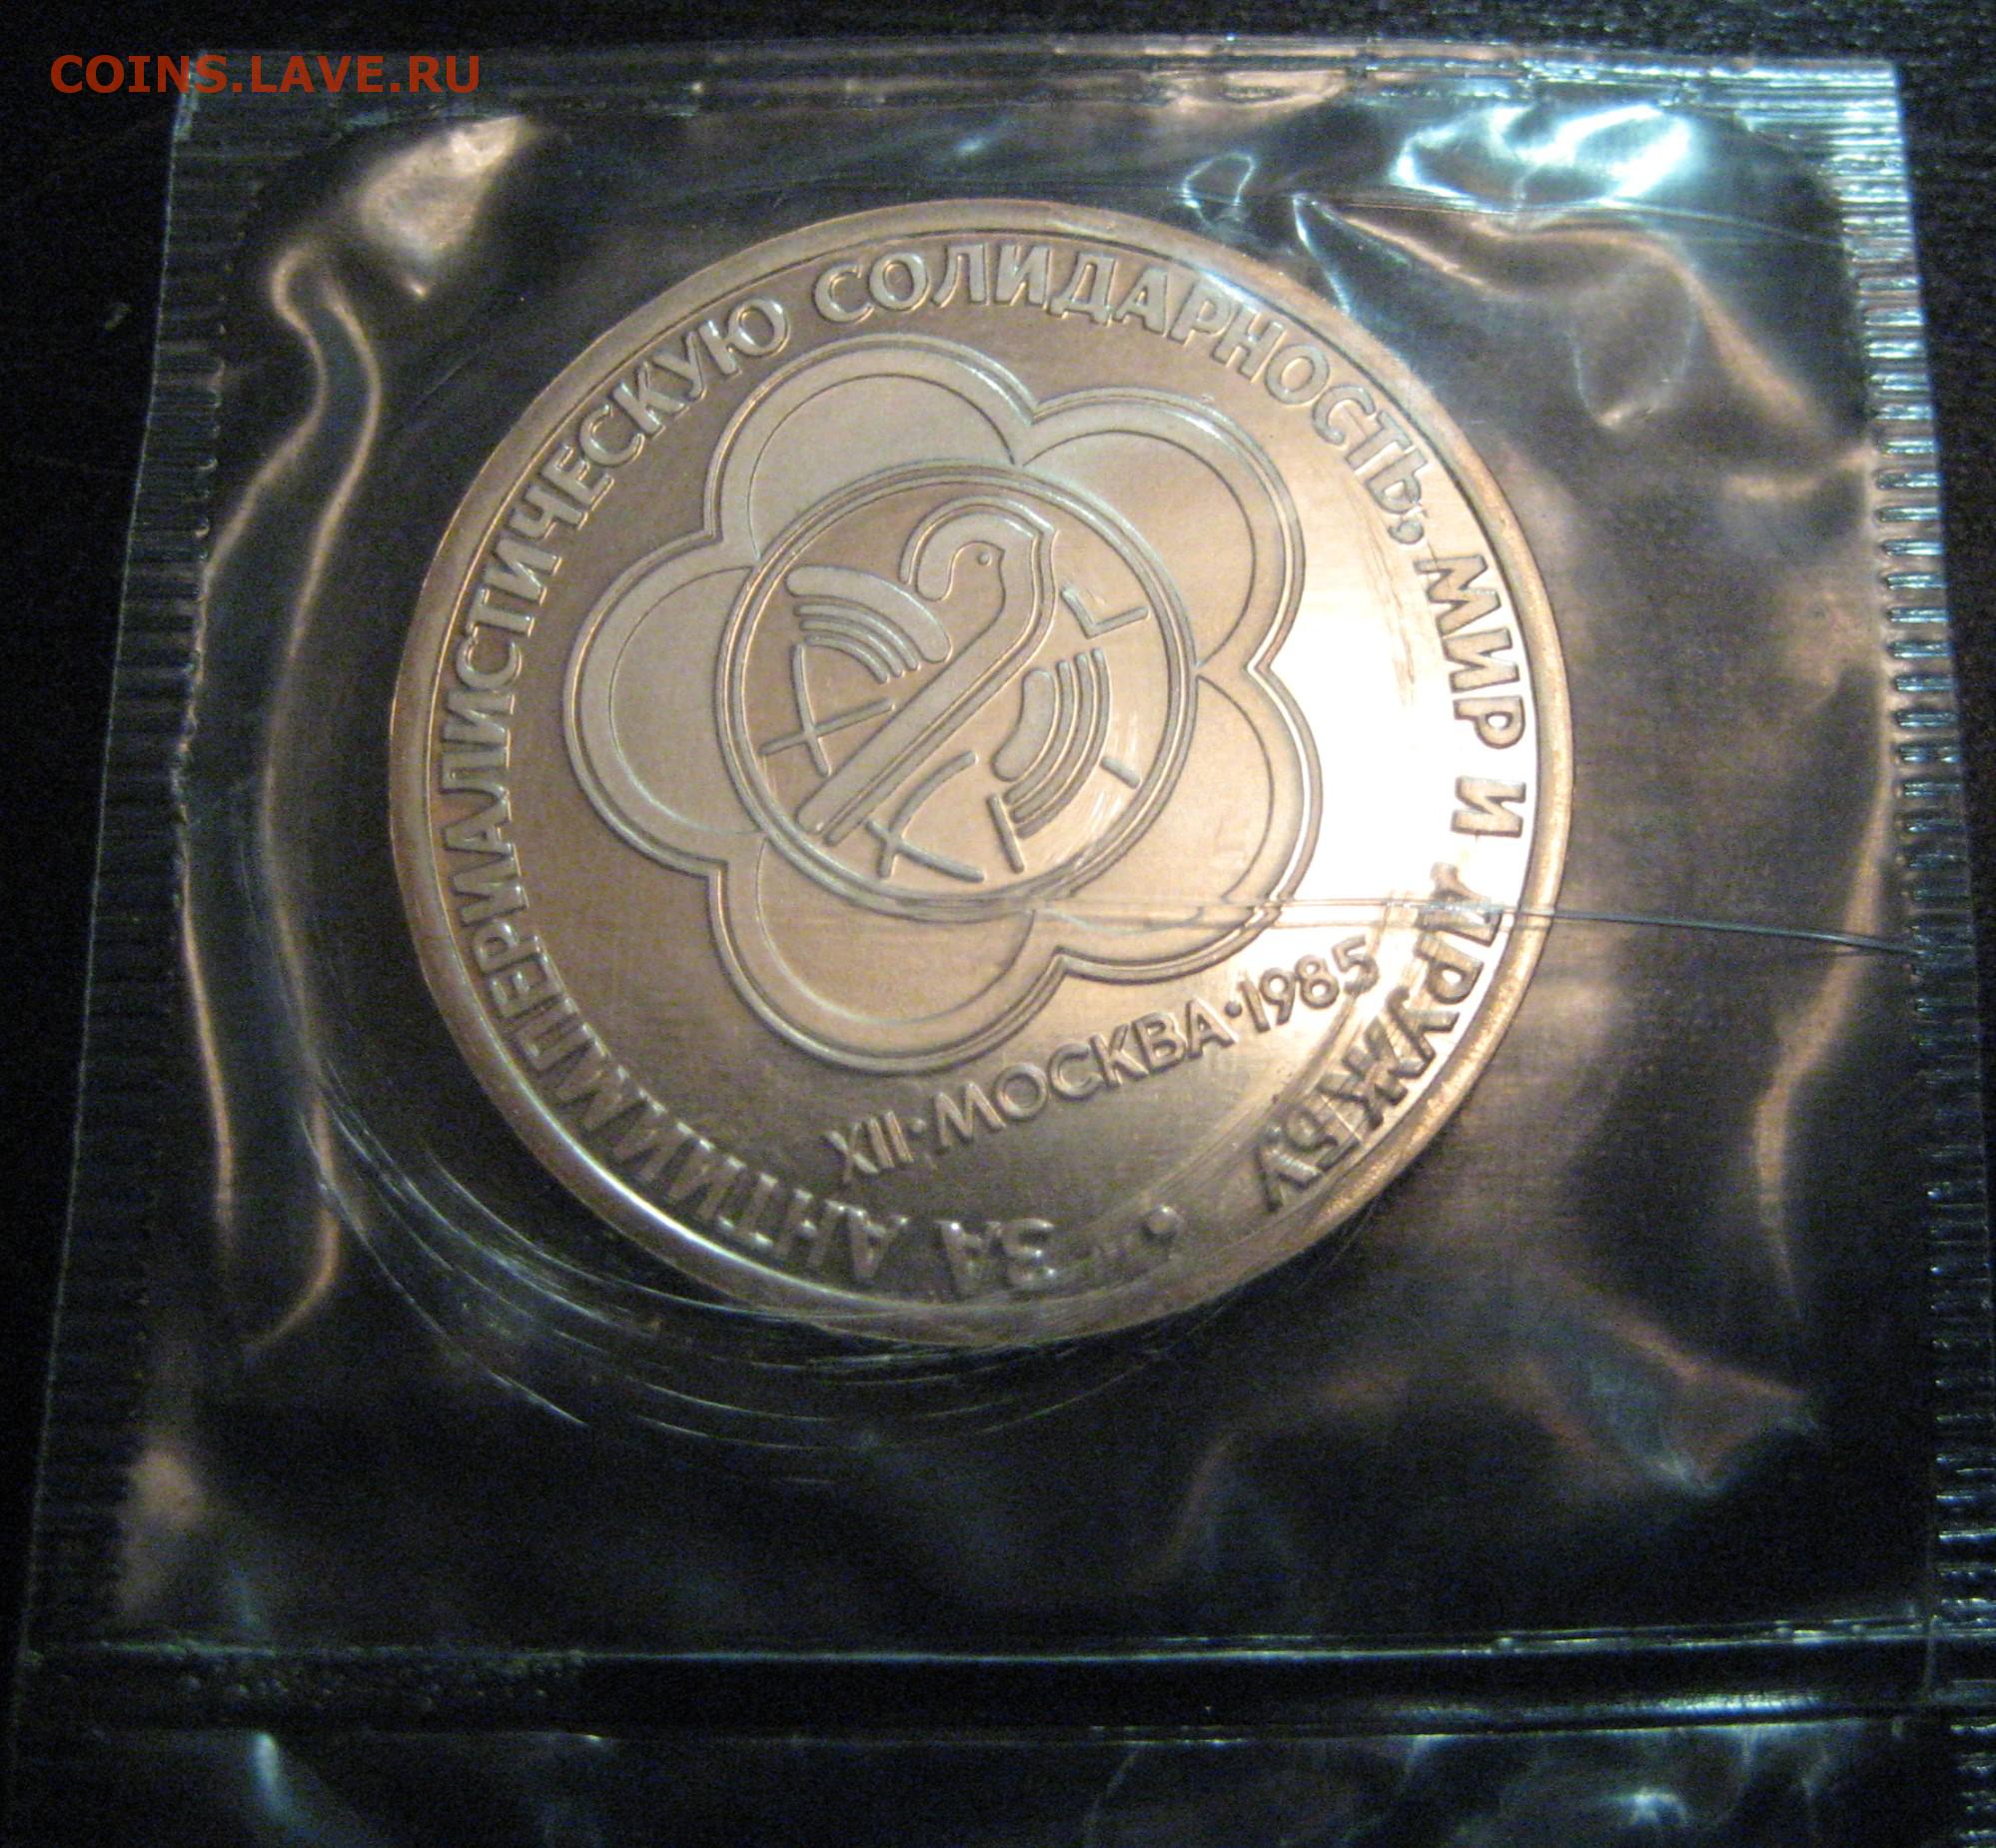 COINS.LAVE.RU
ЗА АНТИИМПЕРИАЛИСТИЧЕСКУЮ СОЛИДАРНОСТЬ, МИР И ДРУЖБУ
XII·МОСКВА·1985